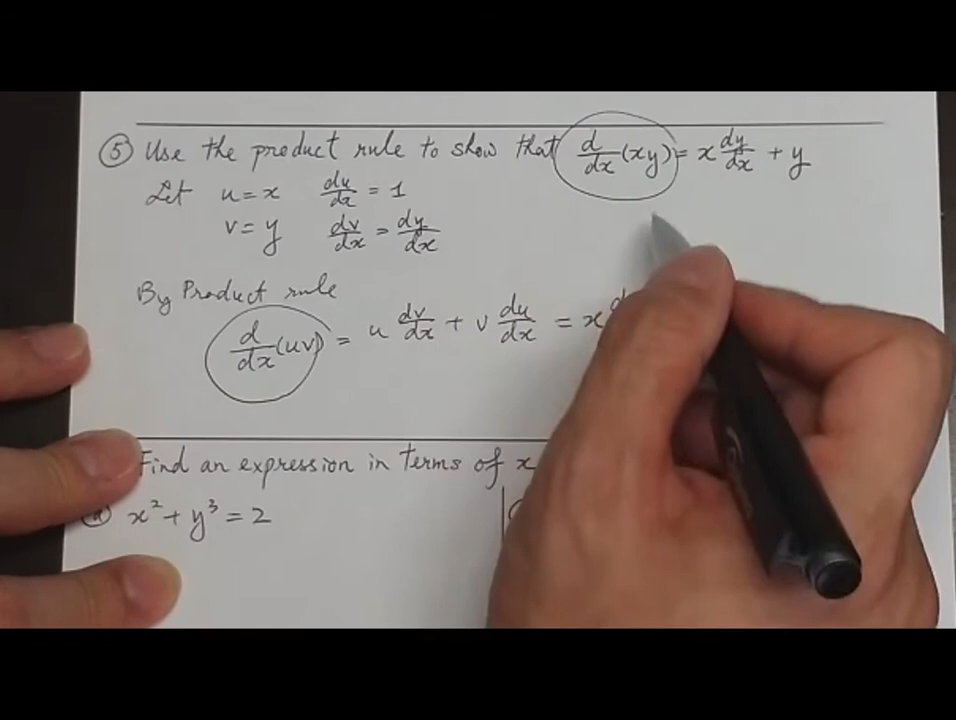 ⑤ Use the product rule to show that d/dx (xy) = x dy/dx + y
Let u = x du/dx = 1
v = y dv/dx = dy/dx
By Product rule
d/dx (uv) = u dv/dx + v du/dx = x
Find an expression in terms of x
x² + y³ = 2